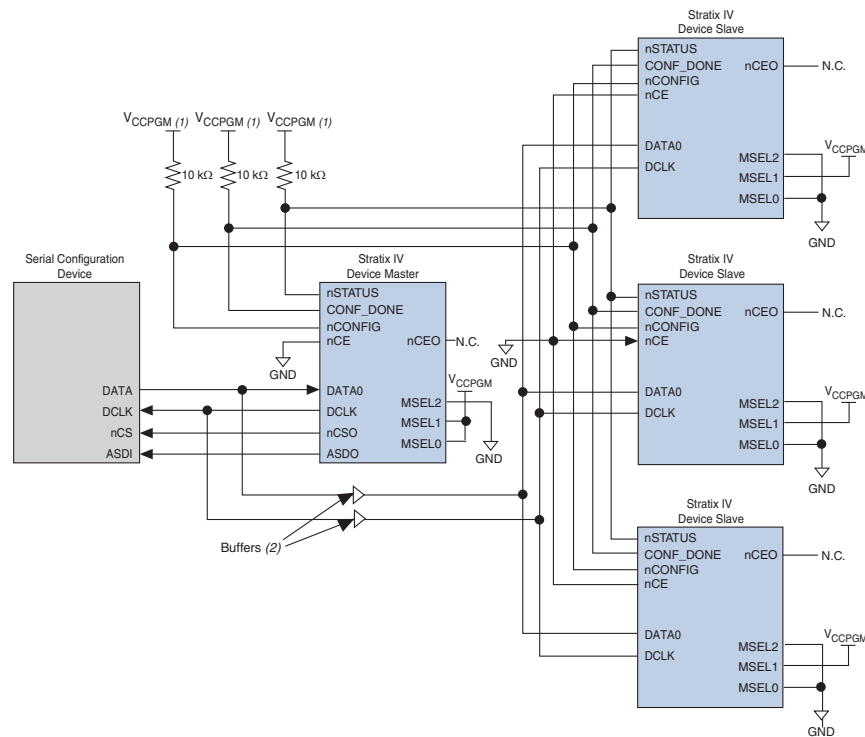 Stratix IV
Device Slave
nSTATUS
CONF_DONE
nCONFIG
nCE
nCEO
N.C.
DATA0
DCLK
MSEL2
MSEL1
MSEL0
VCCPGM
GND
VCCPGM (1)
VCCPGM (1)
VCCPGM (1)
10 kΩ
10 kΩ
10 kΩ
Serial Configuration
Device
DATA
DCLK
nCS
ASDI
Stratix IV
Device Master
nSTATUS
CONF_DONE
nCONFIG
nCE
nCEO
N.C.
GND
DATA0
DCLK
nCSO
ASDO
MSEL2
MSEL1
MSEL0
VCCPGM
GND
Buffers (2)
Stratix IV
Device Slave
nSTATUS
CONF_DONE
nCONFIG
nCE
nCEO
N.C.
GND
DATA0
DCLK
MSEL2
MSEL1
MSEL0
VCCPGM
GND
Stratix IV
Device Slave
nSTATUS
CONF_DONE
nCONFIG
nCE
nCEO
N.C.
DATA0
DCLK
MSEL2
MSEL1
MSEL0
VCCPGM
GND